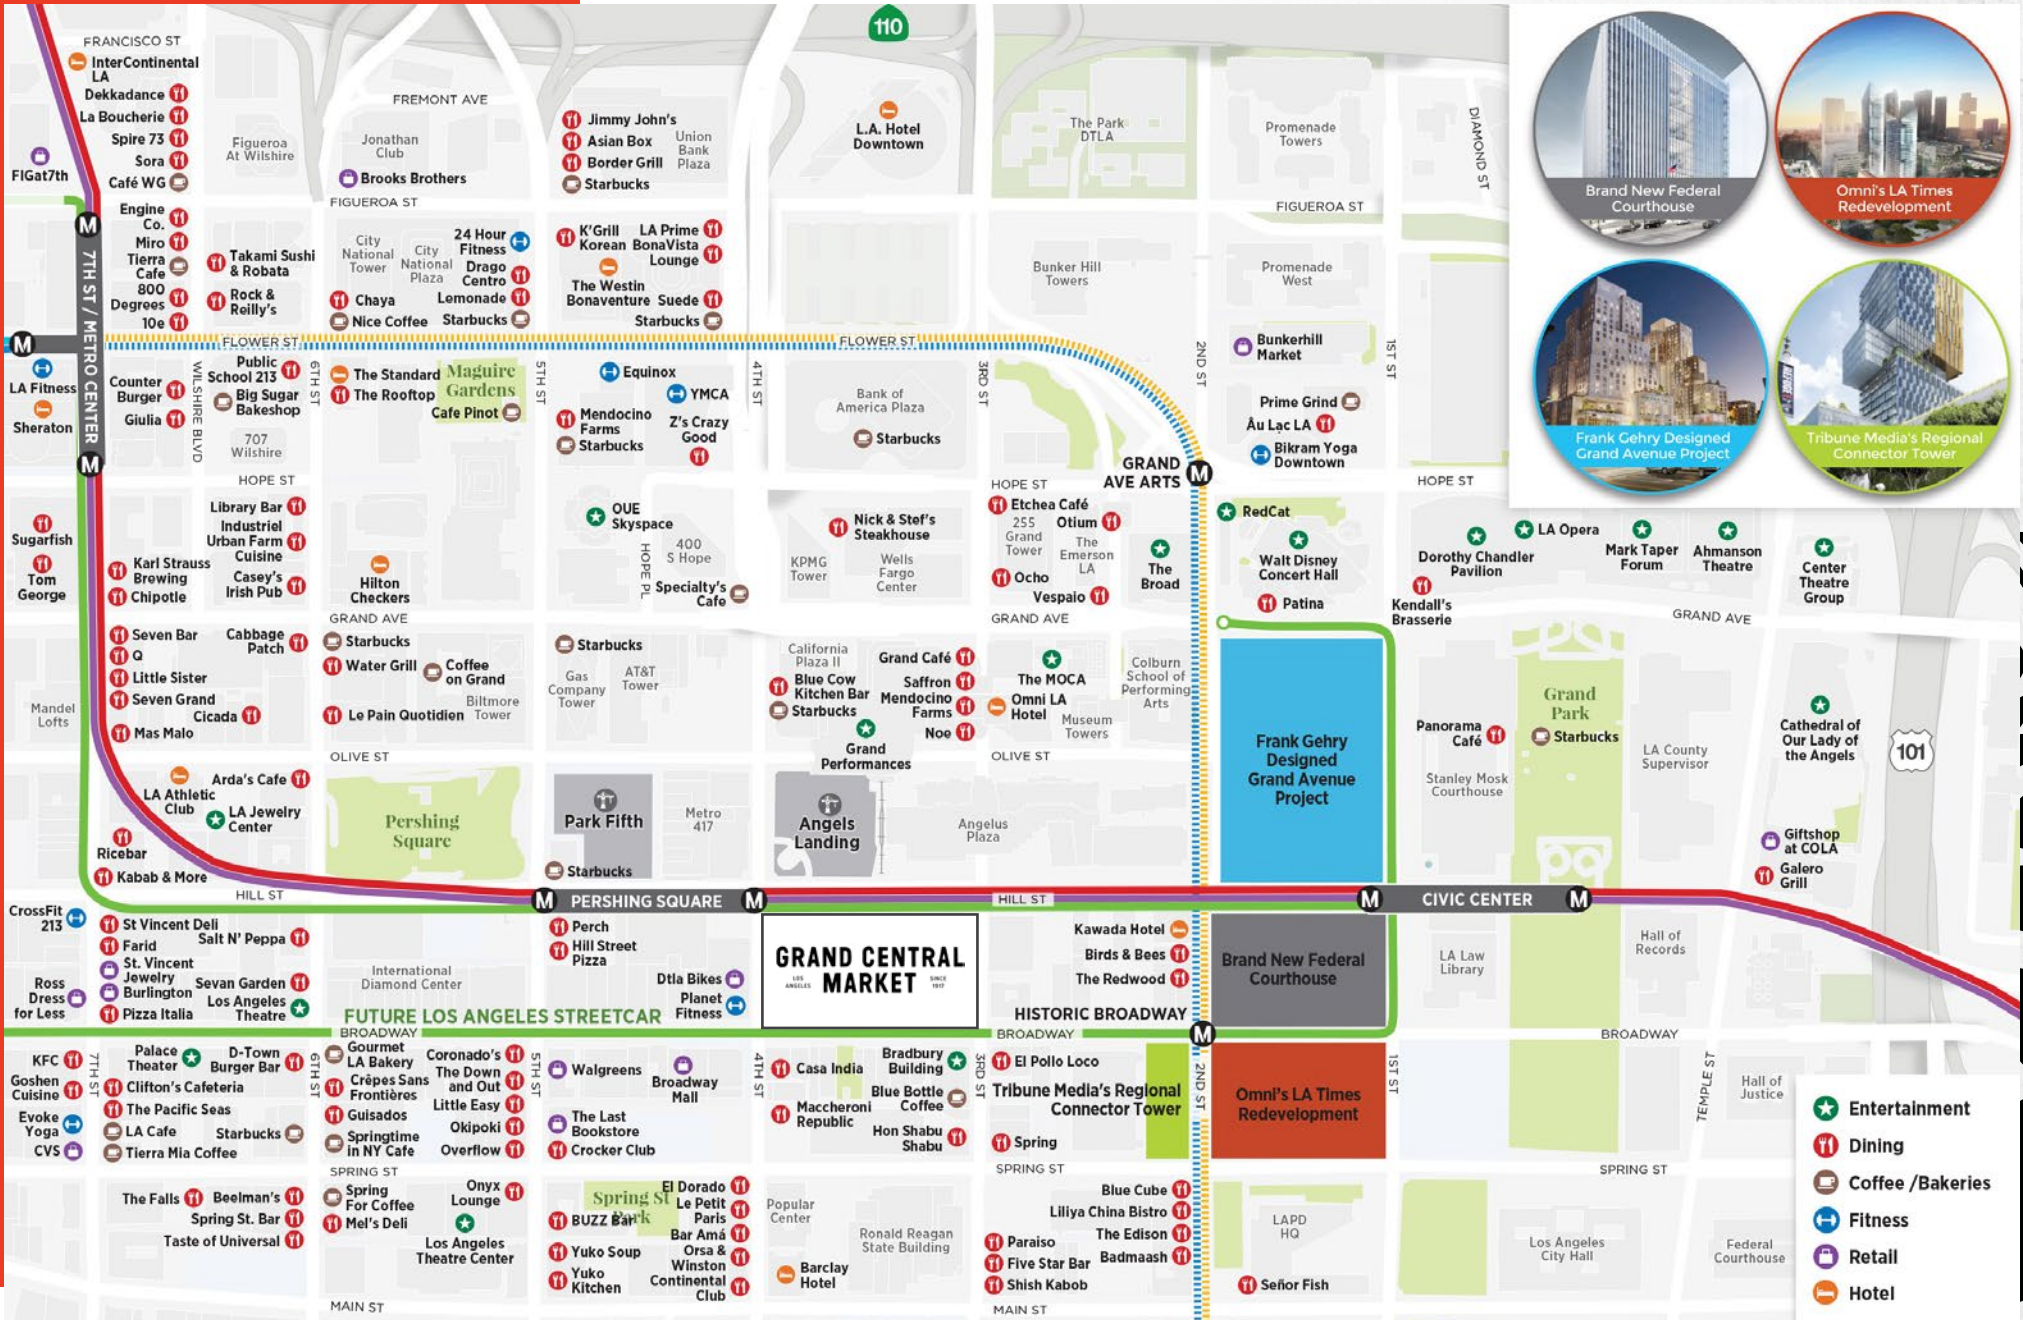 110
FRANCISCO ST
InterContinental
LA
Dekkadance
La Boucherie
Spire 73
Sora
Café WG
FIGat7th
Figueroa
At Wilshire
FREMONT AVE
Jonathan
Club
Brooks Brothers
FIGUEROA ST
Jimmy John's
Asian Box
Border Grill
Starbucks
Union
Bank
Plaza
L.A. Hotel
Downtown
The Park
DTLA
Promenade
Towers
DIAMOND ST
FIGUEROA ST
Brand New Federal
Courthouse
Omni's LA Times
Redevelopment
Frank Gehry Designed
Grand Avenue Project
Tribune Media's Regional
Connector Tower
M
7TH ST / METRO CENTER
M
M
Engine
Co.
Miro
Tierra
Cafe
800
Degrees
10e
Takami Sushi
& Robata
Rock &
Reilly's
City
National
Tower
City
National
Plaza
24 Hour
Fitness
Drago
Centro
Lemonade
Starbucks
Chaya
Nice Coffee
K'Grill
Korean
LA Prime
BonaVista
Lounge
The Westin
Bonaventure
Suede
Starbucks
Bunker Hill
Towers
Promenade
West
FLOWER ST
FLOWER ST
LA Fitness
Sheraton
Counter
Burger
Giulia
WILSHIRE BLVD
Public
School 213
Big Sugar
Bakeshop
707
Wilshire
6TH ST
The Standard
The Rooftop
Maguire
Gardens
Cafe Pinot
5TH ST
Equinox
YMCA
Mendocino
Farms
Starbucks
Z's Crazy
Good
4TH ST
Bank of
America Plaza
Starbucks
3RD ST
2ND ST
Bunkerhill
Market
1ST ST
Prime Grind
Âu Lạc LA
Bikram Yoga
Downtown
GRAND
AVE ARTS
M
HOPE ST
HOPE ST
HOPE ST
Sugarfish
Tom
George
Karl Strauss
Brewing
Chipotle
Library Bar
Industriel
Urban Farm
Cuisine
Casey's
Irish Pub
Hilton
Checkers
OUE
Skyspace
HOPE PL
400
S Hope
Specialty's
Cafe
KPMG
Tower
Nick & Stef's
Steakhouse
Wells
Fargo
Center
Etchea Café
255
Grand
Tower
Otium
The
Emerson
LA
Ocho
Vespaio
The
Broad
RedCat
Walt Disney
Concert Hall
Patina
Dorothy Chandler
Pavilion
LA Opera
Mark Taper
Forum
Ahmanson
Theatre
Center
Theatre
Group
Kendall's
Brasserie
GRAND AVE
GRAND AVE
GRAND AVE
Mandel
Lofts
Seven Bar
Q
Little Sister
Seven Grand
Cicada
Mas Malo
Cabbage
Patch
Starbucks
Water Grill
Coffee
on Grand
Le Pain Quotidien
Biltmore
Tower
Starbucks
Gas
Company
Tower
AT&T
Tower
California
Plaza II
Blue Cow
Kitchen Bar
Starbucks
Grand
Performances
Grand Café
Saffron
Mendocino
Farms
Noe
The MOCA
Omni LA
Hotel
Museum
Towers
Colburn
School of
Performing
Arts
Frank Gehry
Designed
Grand Avenue
Project
Panorama
Café
Stanley Mosk
Courthouse
Grand
Park
Starbucks
LA County
Supervisor
Cathedral of
Our Lady of
the Angels
101
OLIVE ST
OLIVE ST
LA Athletic
Club
Arda's Cafe
LA Jewelry
Center
Ricebar
Kabab & More
Pershing
Square
Park Fifth
Starbucks
Metro
417
Angels
Landing
Angelus
Plaza
Giftshop
at COLA
Galero
Grill
HILL ST
M
PERSHING SQUARE
M
HILL ST
M
CIVIC CENTER
M
CrossFit
213
Ross
Dress
for Less
St Vincent Deli
Farid
Salt N' Peppa
St. Vincent
Jewelry
Burlington
Sevan Garden
Los Angeles
Theatre
Pizza Italia
International
Diamond Center
FUTURE LOS ANGELES STREETCAR
Perch
Hill Street
Pizza
Dtla Bikes
Planet
Fitness
GRAND CENTRAL
LOS
ANGELES
MARKET
SINCE
1917
Kawada Hotel
Birds & Bees
The Redwood
HISTORIC BROADWAY
M
Brand New Federal
Courthouse
LA Law
Library
Hall of
Records
BROADWAY
BROADWAY
BROADWAY
KFC
Goshen
Cuisine
Evoke
Yoga
CVS
7TH ST
Palace
Theater
D-Town
Burger Bar
Clifton's Cafeteria
The Pacific Seas
LA Cafe
Starbucks
Tierra Mia Coffee
6TH ST
Gourmet
LA Bakery
Crêpes Sans
Frontières
Guisados
Springtime
in NY Cafe
Coronado's
The Down
and Out
Little Easy
Okipoki
Overflow
5TH ST
Walgreens
Broadway
Mall
The Last
Bookstore
Crocker Club
4TH ST
Casa India
Maccheroni
Republic
Bradbury
Building
Blue Bottle
Coffee
Hon Shabu
Shabu
3RD ST
El Pollo Loco
Tribune Media's Regional
Connector Tower
Spring
2ND ST
Omni's LA Times
Redevelopment
1ST ST
TEMPLE ST
Hall of
Justice
SPRING ST
SPRING ST
SPRING ST
The Falls
Beelman's
Spring St. Bar
Taste of Universal
Spring
For Coffee
Mel's Deli
Onyx
Lounge
Los Angeles
Theatre Center
Spring St
Park
BUZZ Bar
Yuko Soup
Yuko
Kitchen
El Dorado
Le Petit
Paris
Bar Amá
Orsa &
Winston
Continental
Club
Popular
Center
Barclay
Hotel
Ronald Reagan
State Building
Blue Cube
Liliya China Bistro
The Edison
Badmaash
Paraiso
Five Star Bar
Shish Kabob
LAPD
HQ
Señor Fish
Los Angeles
City Hall
Federal
Courthouse
MAIN ST
MAIN ST
Entertainment
Dining
Coffee /Bakeries
Fitness
Retail
Hotel